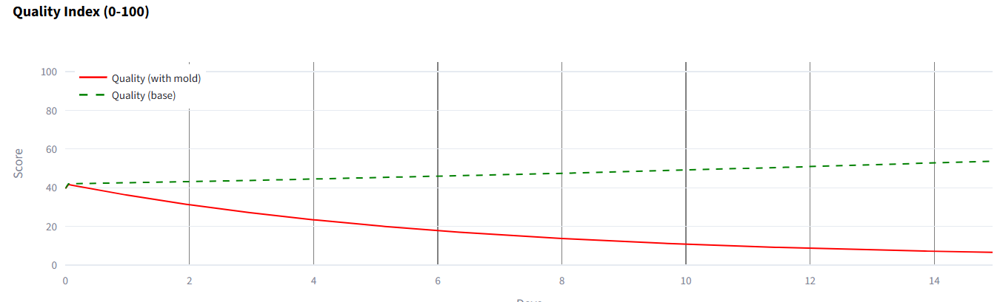 Quality Index (0-100)
Quality (with mold)
Quality (base)
Score
100
80
60
40
20
0
0 2 4 6 8 10 12 14